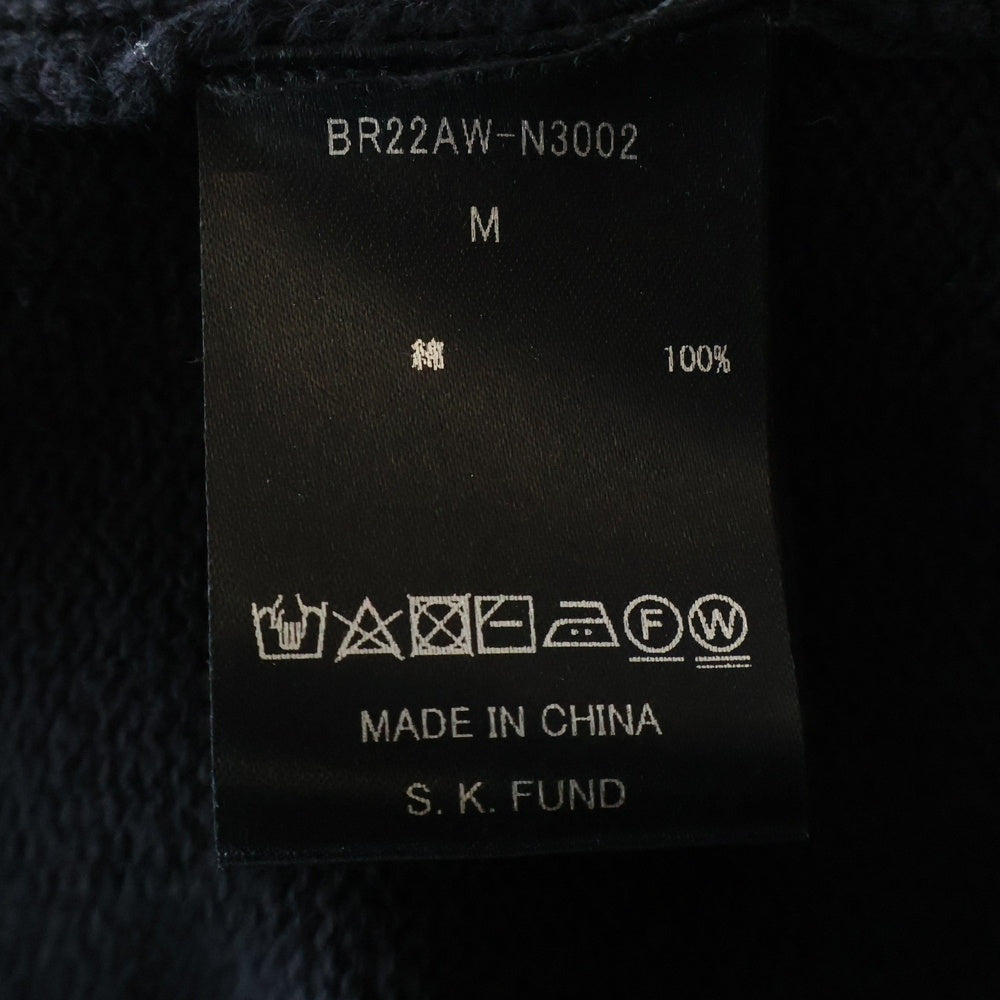 BR22AW-N3002
M
綿 100%
F W
MADE IN CHINA
S. K. FUND